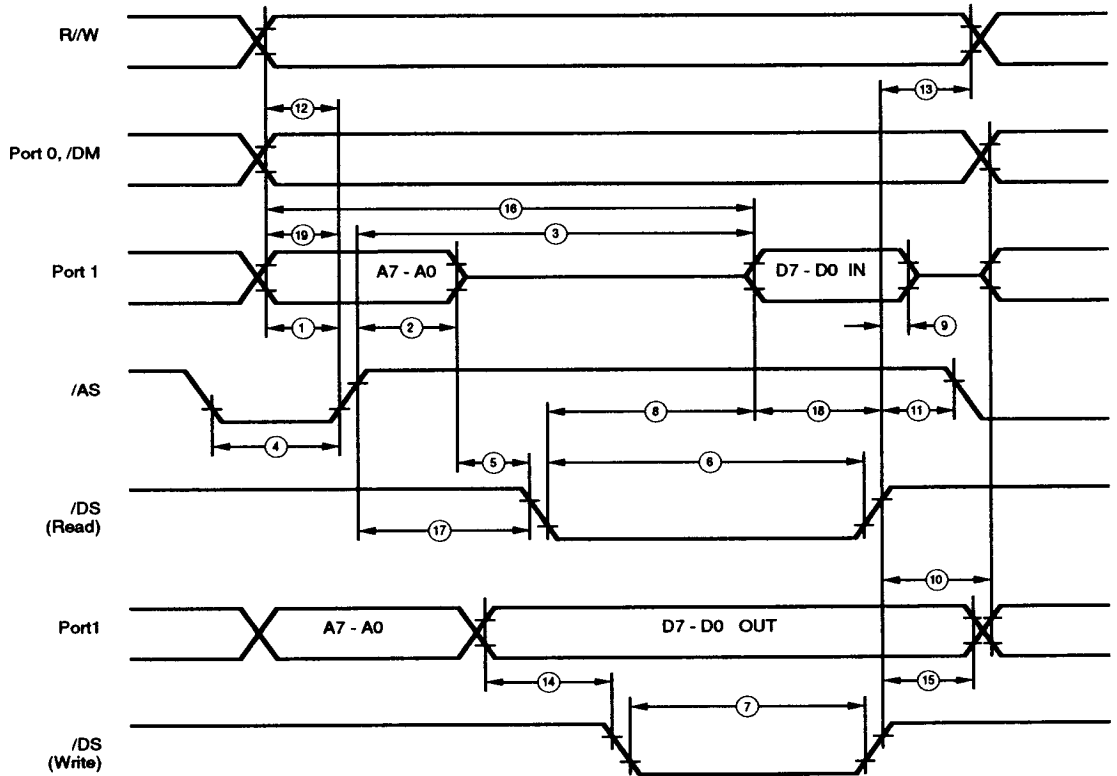 R//W
12
13
Port 0, /DM
16
19
3
Port 1
A7 - A0
D7 - D0 IN
1
2
9
/AS
8
18
11
4
5
6
/DS
(Read)
17
10
Port1
A7 - A0
D7 - D0 OUT
14
15
7
/DS
(Write)